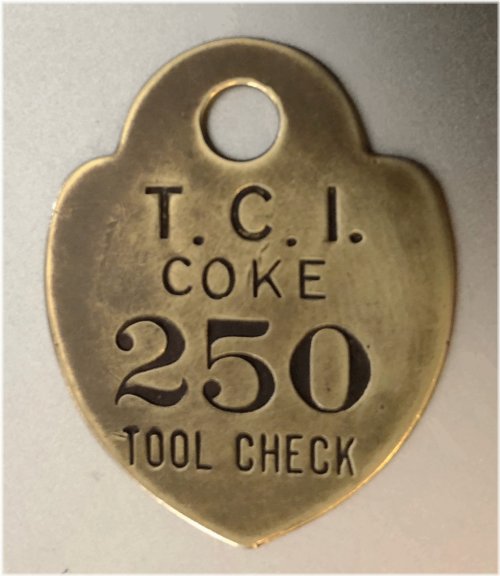 T. C. I.
COKE
250
TOOL CHECK